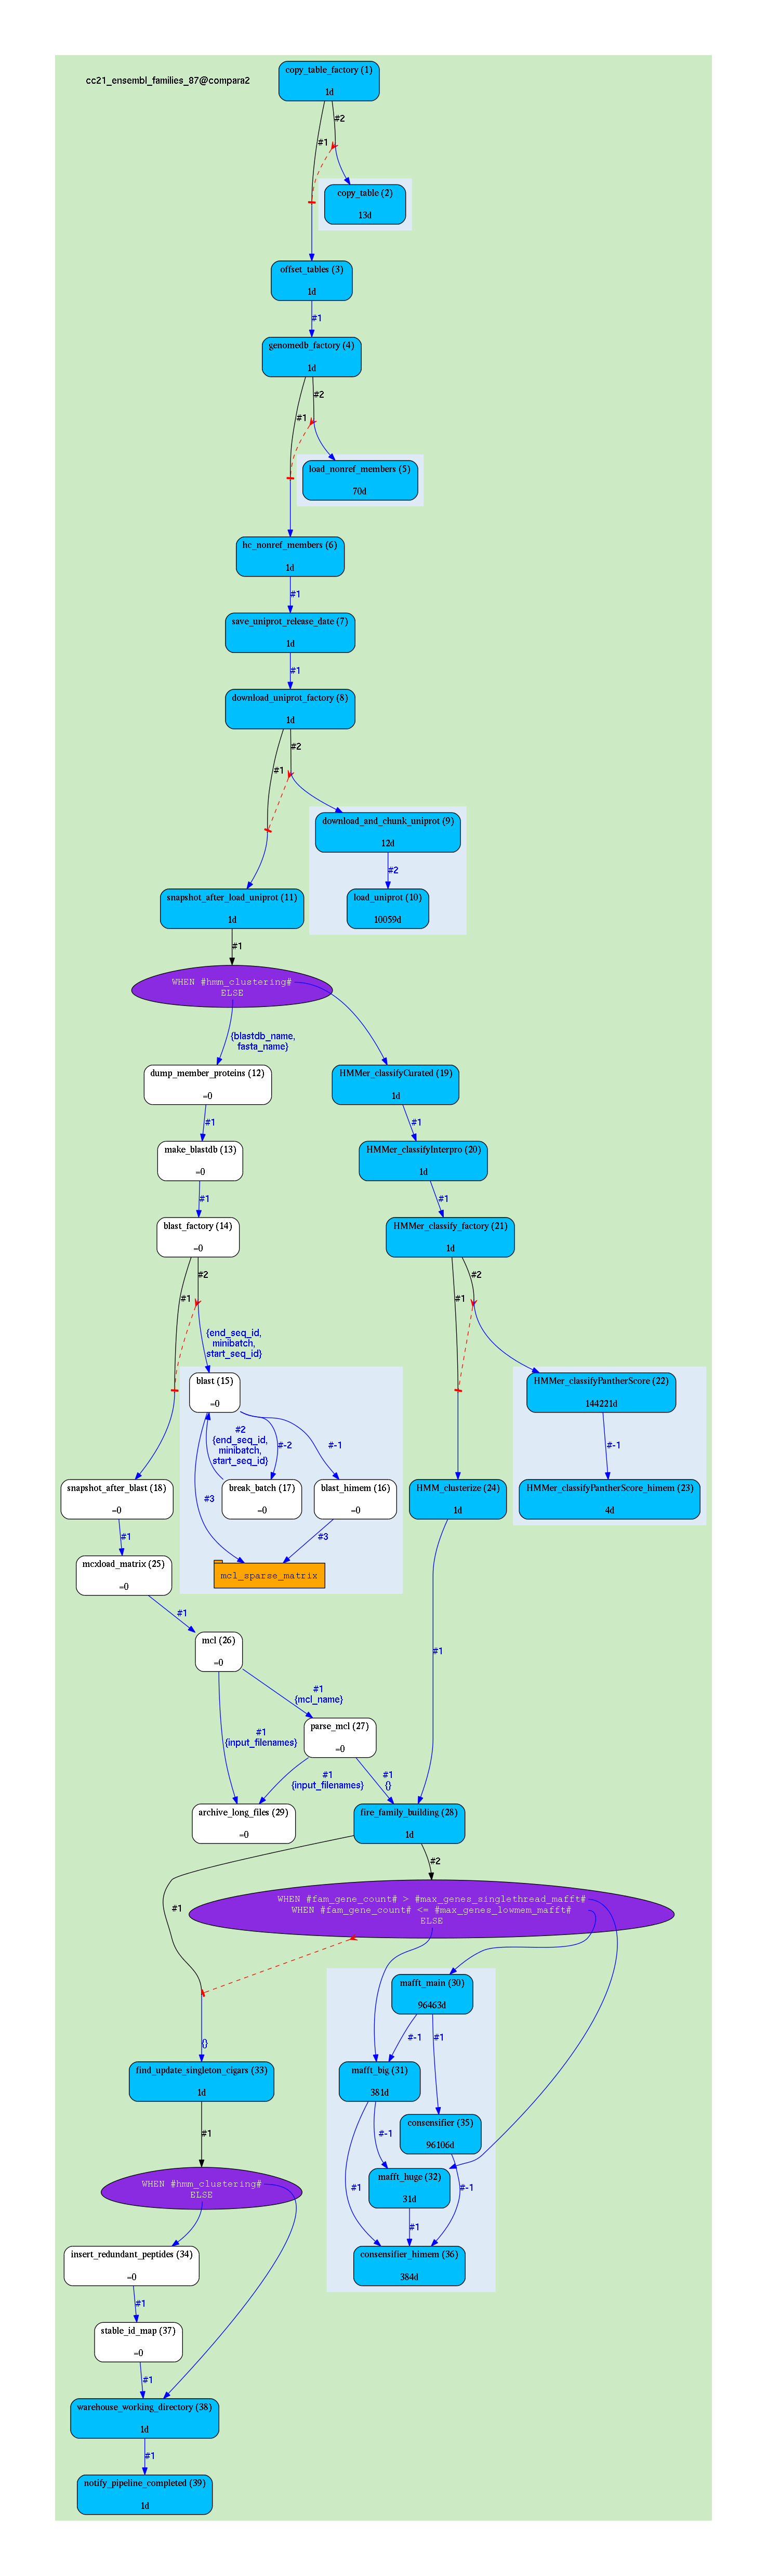 cc21_ensembl_families_87@compara2
copy_table_factory (1)
1d
#2
#1
copy_table (2)
13d
offset_tables (3)
1d
#1
genomedb_factory (4)
1d
#2
#1
load_nonref_members (5)
70d
hc_nonref_members (6)
1d
#1
save_uniprot_release_date (7)
1d
#1
download_uniprot_factory (8)
1d
#2
#1
download_and_chunk_uniprot (9)
12d
#2
snapshot_after_load_uniprot (11)
1d
load_uniprot (10)
10059d
#1
WHEN #hmm_clustering#
ELSE
{blastdb_name,
fasta_name}
dump_member_proteins (12)
=0
HMMer_classifyCurated (19)
1d
#1
#1
make_blastdb (13)
=0
HMMer_classifyInterpro (20)
1d
#1
#1
blast_factory (14)
=0
HMMer_classify_factory (21)
1d
#2
#1
#2
#1
{end_seq_id,
minibatch,
start_seq_id}
blast (15)
=0
HMMer_classifyPantherScore (22)
144221d
#2
{end_seq_id,
minibatch,
start_seq_id}
#-2
#-1
#-1
snapshot_after_blast (18)
=0
#3
break_batch (17)
=0
blast_himem (16)
=0
HMM_clusterize (24)
1d
HMMer_classifyPantherScore_himem (23)
4d
#1
#3
mcxload_matrix (25)
=0
mcl_sparse_matrix
#1
mcl (26)
=0
#1
#1
{mcl_name}
#1
{input_filenames}
parse_mcl (27)
=0
#1
{input_filenames}
#1
{}
archive_long_files (29)
=0
fire_family_building (28)
1d
#2
#1
WHEN #fam_gene_count# > #max_genes_singlethread_mafft#
WHEN #fam_gene_count# <= #max_genes_lowmem_mafft#
ELSE
mafft_main (30)
96463d
{}
#-1
#1
find_update_singleton_cigars (33)
1d
mafft_big (31)
381d
#1
#-1
consensifier (35)
96106d
WHEN #hmm_clustering#
ELSE
#1
mafft_huge (32)
31d
#-1
#1
insert_redundant_peptides (34)
=0
consensifier_himem (36)
384d
#1
stable_id_map (37)
=0
#1
warehouse_working_directory (38)
1d
#1
notify_pipeline_completed (39)
1d